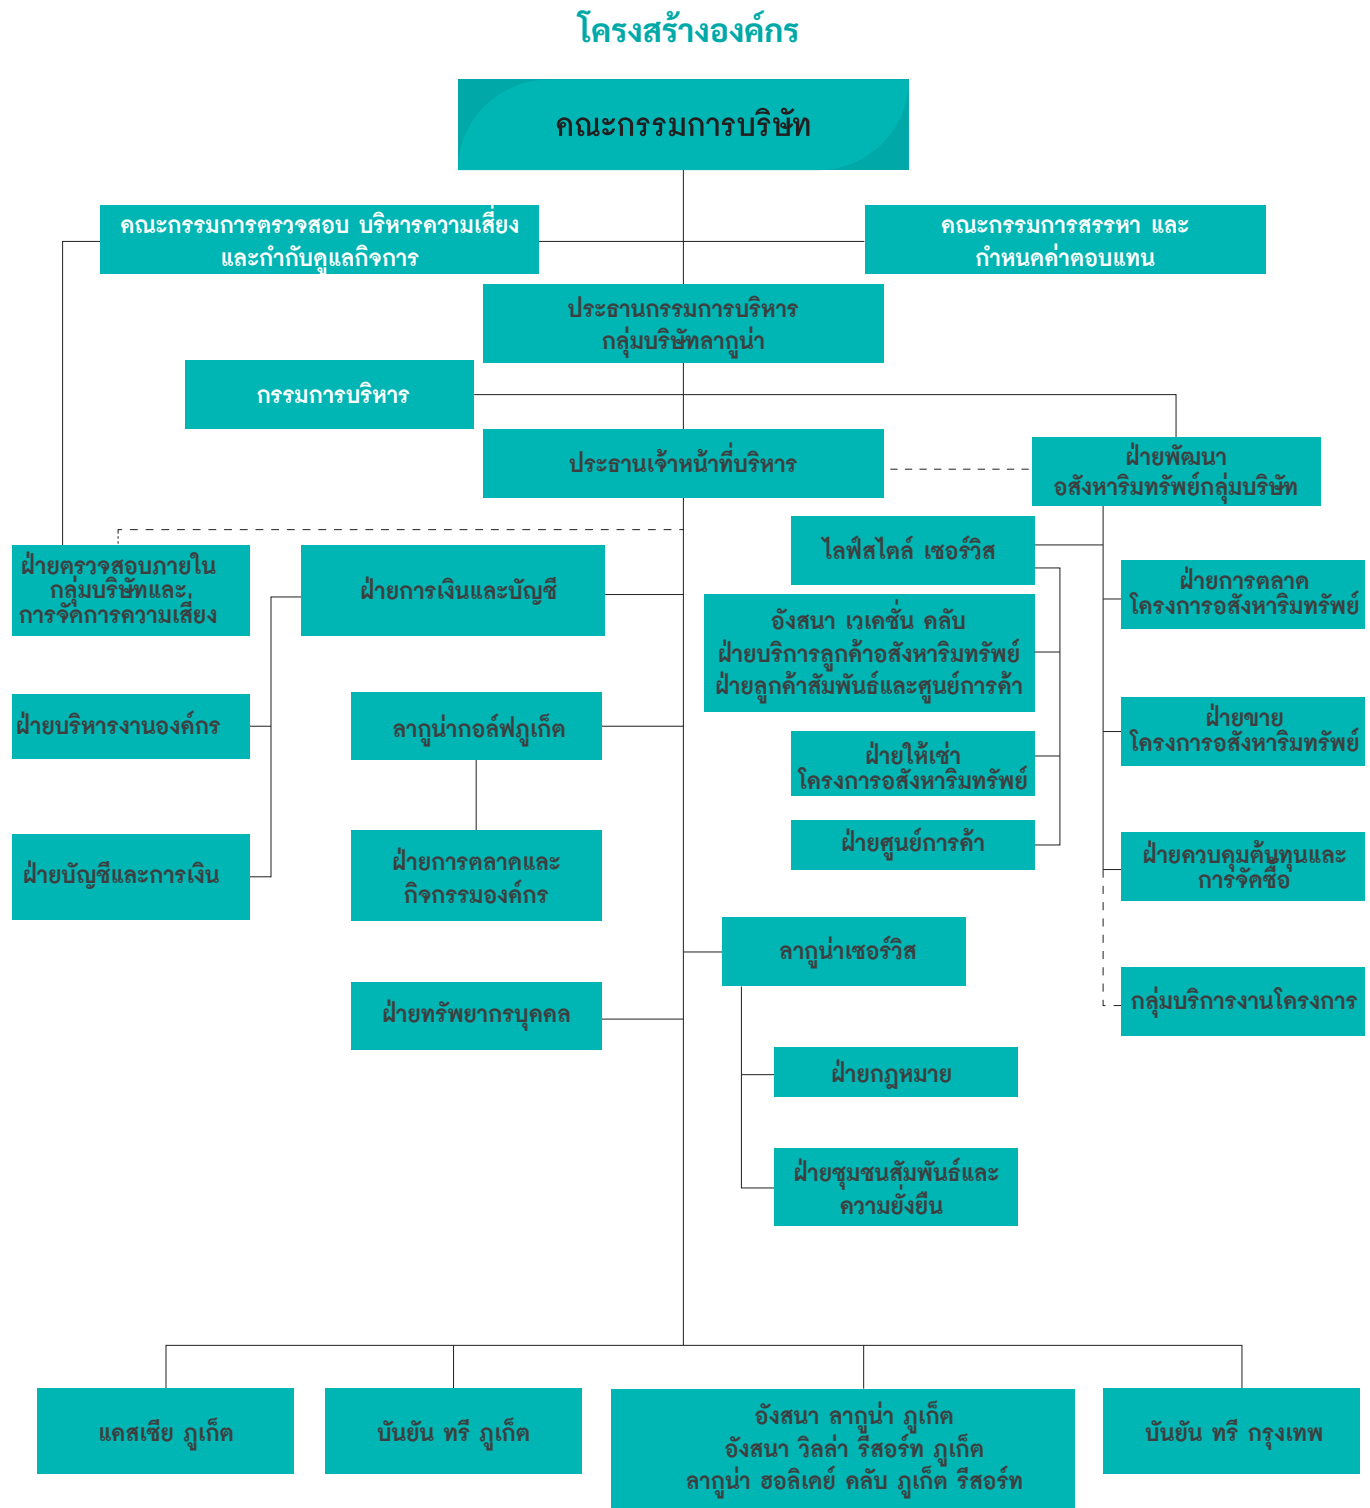 โครงสร้างองค์กร
คณะกรรมการบริษัท
คณะกรรมการตรวจสอบ บริหารความเสี่ยง
และกำกับดูแลกิจการ
คณะกรรมการสรรหา และ
กำหนดค่าตอบแทน
ประธานกรรมการบริหาร
กลุ่มบริษัทลากูน่า
กรรมการบริหาร
ประธานเจ้าหน้าที่บริหาร
ฝ่ายพัฒนา
อสังหาริมทรัพย์กลุ่มบริษัท
ฝ่ายตรวจสอบภายใน
กลุ่มบริษัทและ
การจัดการความเสี่ยง
ฝ่ายการเงินและบัญชี
ไลฟ์สไตล์ เซอร์วิส
ฝ่ายการตลาด
โครงการอสังหาริมทรัพย์
อังสนา เวเคชั่น คลับ
ฝ่ายบริการลูกค้าอสังหาริมทรัพย์
ฝ่ายลูกค้าสัมพันธ์และศูนย์การค้า
ฝ่ายบริหารงานองค์กร
ลากูน่ากอล์ฟภูเก็ต
ฝ่ายให้เช่า
โครงการอสังหาริมทรัพย์
ฝ่ายขาย
โครงการอสังหาริมทรัพย์
ฝ่ายบัญชีและการเงิน
ฝ่ายการตลาดและ
กิจกรรมองค์กร
ฝ่ายศูนย์การค้า
ฝ่ายควบคุมต้นทุนและ
การจัดซื้อ
ลากูน่าเซอร์วิส
ฝ่ายทรัพยากรบุคคล
กลุ่มบริการงานโครงการ
ฝ่ายกฎหมาย
ฝ่ายชุมชนสัมพันธ์และ
ความยั่งยืน
แคสเซีย ภูเก็ต
บันยัน ทรี ภูเก็ต
อังสนา ลากูน่า ภูเก็ต
อังสนา วิลล่า รีสอร์ท ภูเก็ต
ลากูน่า ฮอลิเดย์ คลับ ภูเก็ต รีสอร์ท
บันยัน ทรี กรุงเทพ